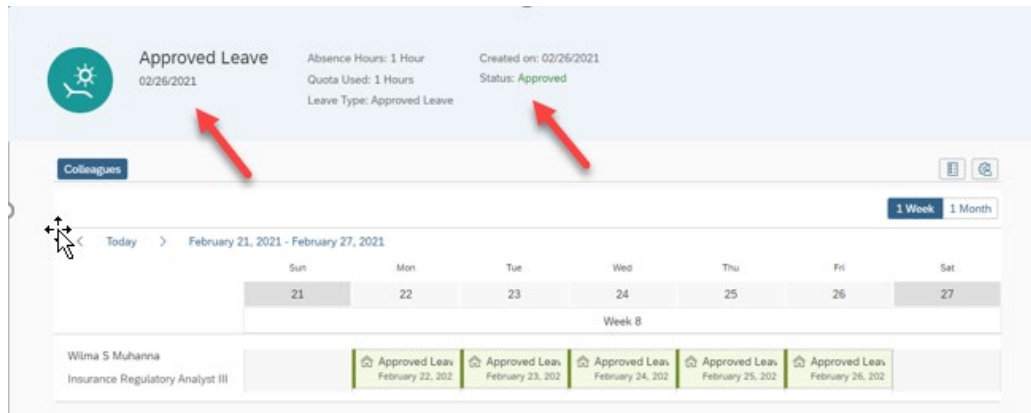 Approved Leave
02/26/2021
Absence Hours: 1 Hour
Quota Used: 1 Hours
Leave Type: Approved Leave
Created on: 02/26/2021
Status: Approved
Colleagues
1 Week 1 Month
Today February 21, 2021 - February 27, 2021
Sun Mon Tue Wed Thu Fri Sat
21 22 23 24 25 26 27
Week 8
Wilma S Muhanna
Insurance Regulatory Analyst III
Approved Leav Approved Leav Approved Leav Approved Leav Approved Leav
February 22, 202 February 23, 202 February 24, 202 February 25, 202 February 26, 202